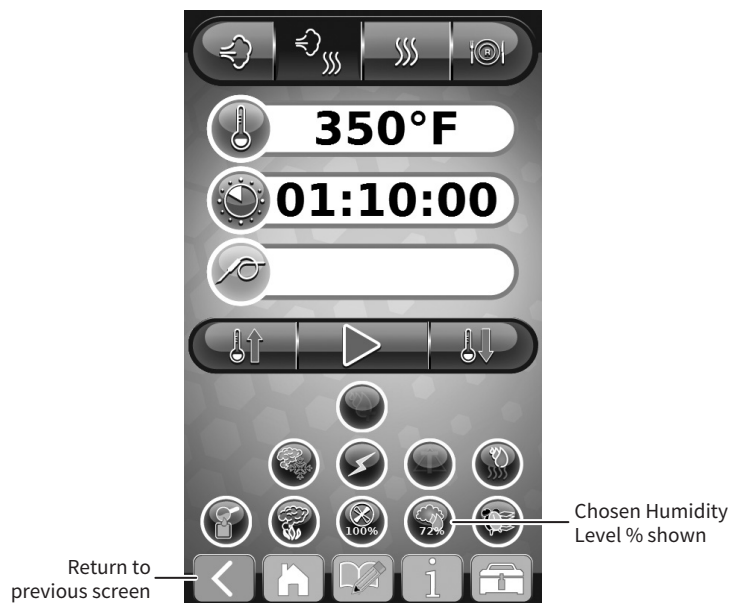 R
350°F
01:10:00
100%
72%
Chosen Humidity
Level % shown
Return to
previous screen
i